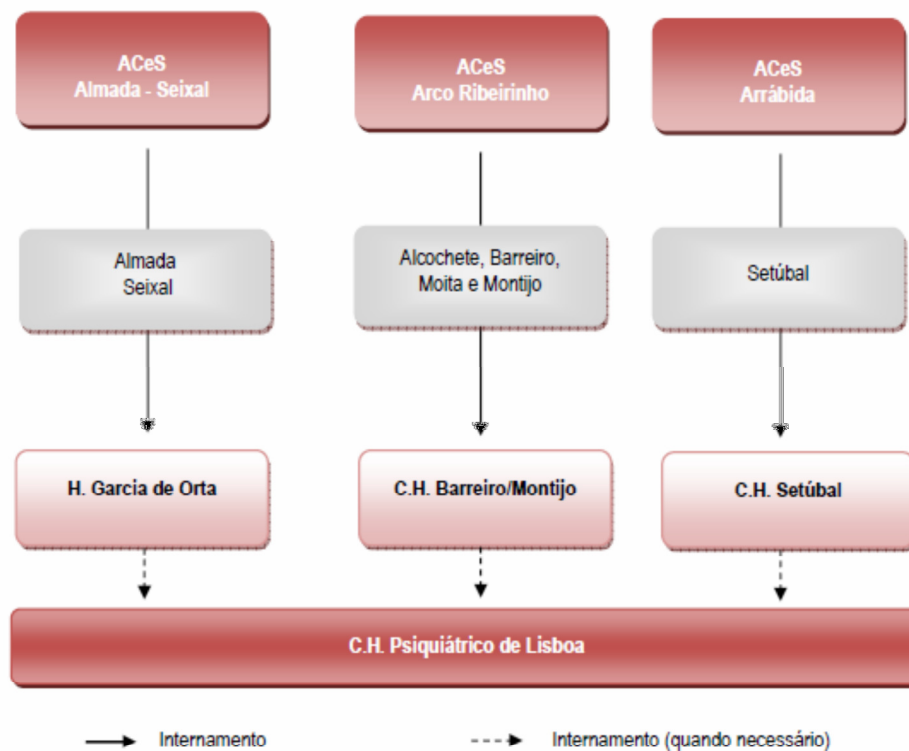 ACeS
Almada - Seixal
ACeS
Arco Ribeirinho
ACeS
Arrábida
Almada
Seixal
Alcochete, Barreiro,
Moita e Montijo
Setúbal
H. Garcia de Orta
C.H. Barreiro/Montijo
C.H. Setúbal
C.H. Psiquiátrico de Lisboa
Internamento
Internamento (quando necessário)